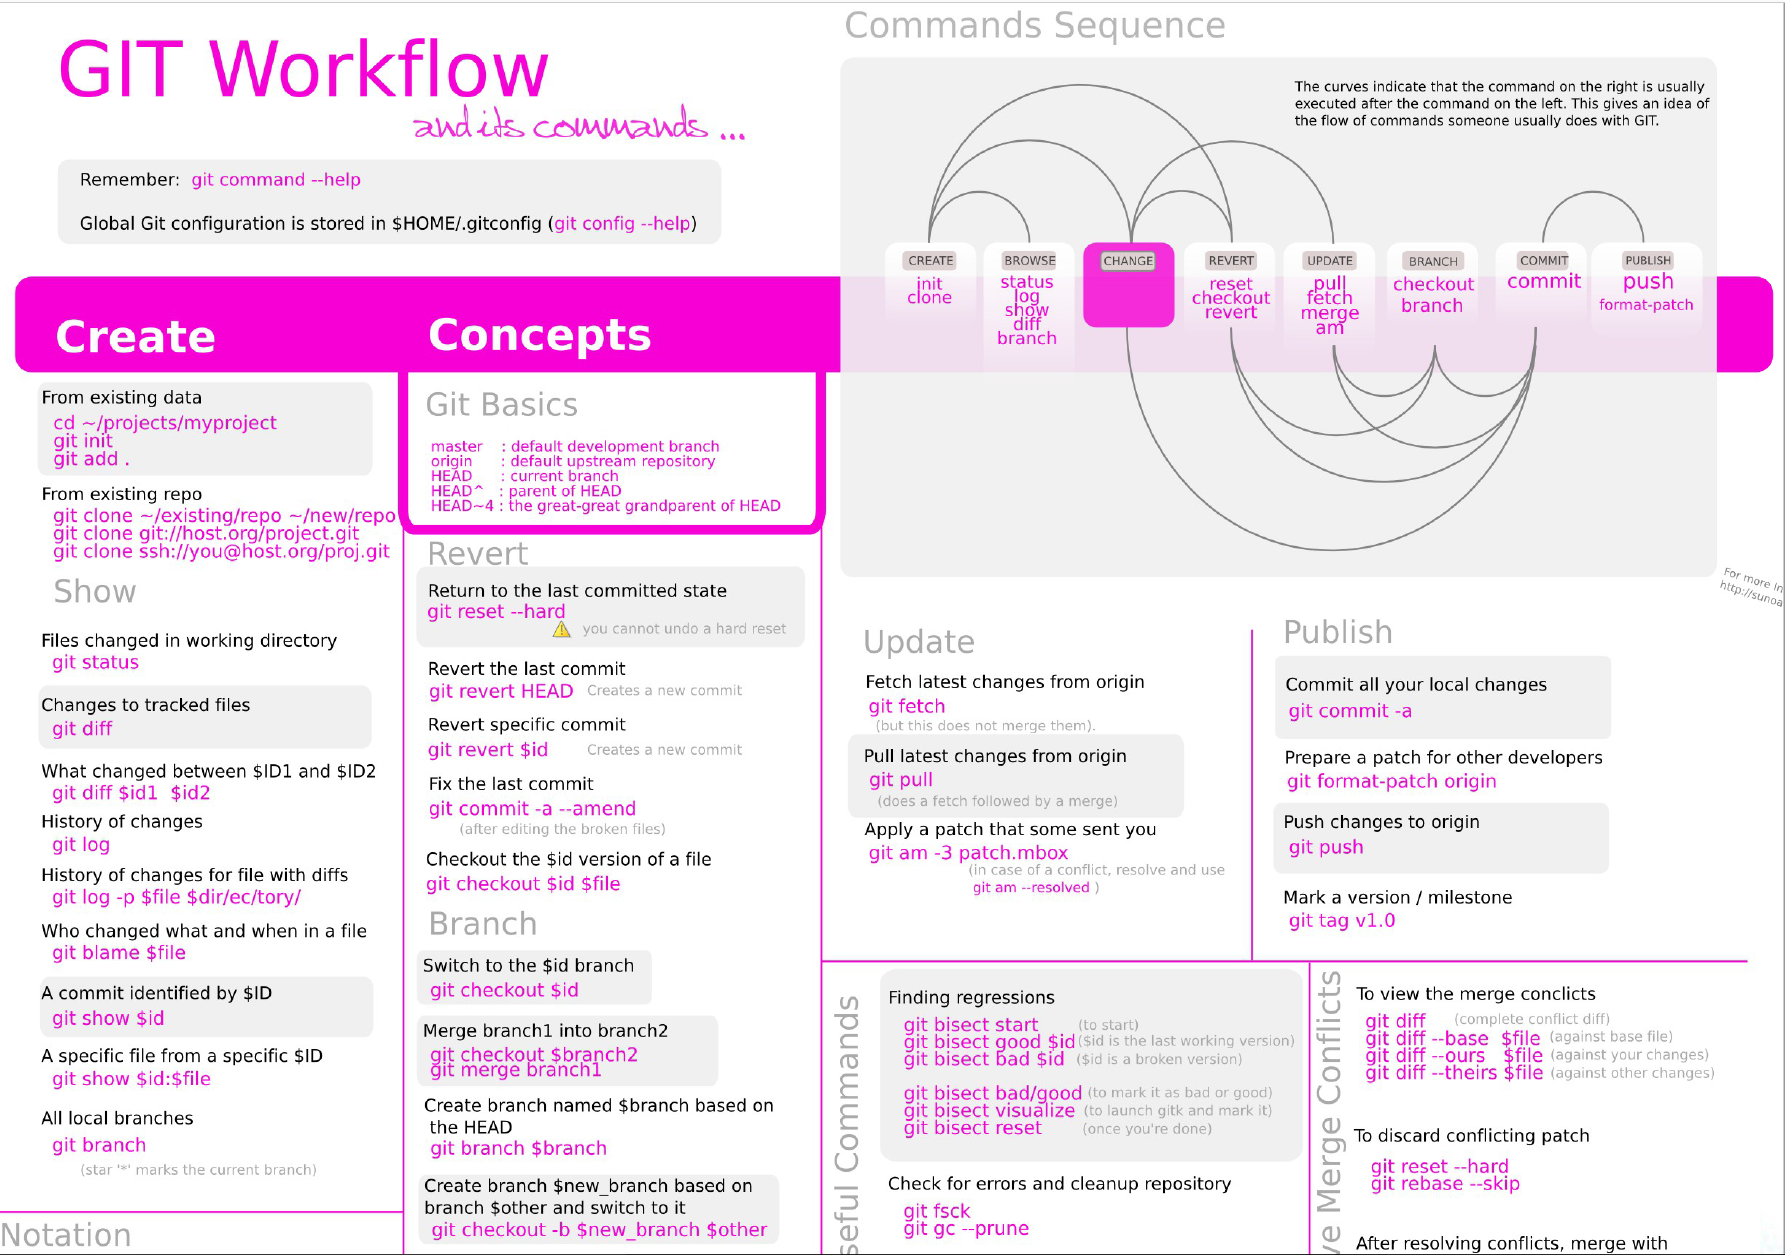 GIT Workflow
and its commands ...
Remember: git command --help
Global Git configuration is stored in $HOME/.gitconfig (git config --help)
Commands Sequence
The curves indicate that the command on the right is usually
executed after the command on the left. This gives an idea of
the flow of commands someone usually does with GIT.
CREATE
init
clone
BROWSE
status
log
show
diff
branch
CHANGE
REVERT
reset
checkout
revert
UPDATE
pull
fetch
merge
am
BRANCH
checkout
branch
COMMIT
commit
PUBLISH
push
format-patch
Create
From existing data
cd ~/projects/myproject
git init
git add .
From existing repo
git clone ~/existing/repo ~/new/repo
git clone git://host.org/project.git
git clone ssh://you@host.org/proj.git
Show
Files changed in working directory
git status
Changes to tracked files
git diff
What changed between $ID1 and $ID2
git diff $id1 $id2
History of changes
git log
History of changes for file with diffs
git log -p $file $dir/ec/tory/
Who changed what and when in a file
git blame $file
A commit identified by $ID
git show $id
A specific file from a specific $ID
git show $id:$file
All local branches
git branch
(star '*' marks the current branch)
Notation
Concepts
Git Basics
master : default development branch
origin : default upstream repository
HEAD : current branch
HEAD^ : parent of HEAD
HEAD~4 : the great-great grandparent of HEAD
Revert
Return to the last committed state
git reset --hard
you cannot undo a hard reset
Revert the last commit
git revert HEAD Creates a new commit
Revert specific commit
git revert $id Creates a new commit
Fix the last commit
git commit -a --amend
(after editing the broken files)
Checkout the $id version of a file
git checkout $id $file
Branch
Switch to the $id branch
git checkout $id
Merge branch1 into branch2
git checkout $branch2
git merge branch1
Create branch named $branch based on
the HEAD
git branch $branch
Create branch $new_branch based on
branch $other and switch to it
git checkout -b $new_branch $other
For more in
http://sunoa
Update
Fetch latest changes from origin
git fetch
(but this does not merge them).
Pull latest changes from origin
git pull
(does a fetch followed by a merge)
Apply a patch that some sent you
git am -3 patch.mbox
(in case of a conflict, resolve and use
git am --resolved )
Publish
Commit all your local changes
git commit -a
Prepare a patch for other developers
git format-patch origin
Push changes to origin
git push
Mark a version / milestone
git tag v1.0
seful Commands
Finding regressions
git bisect start (to start)
git bisect good $id ($id is the last working version)
git bisect bad $id ($id is a broken version)
git bisect bad/good (to mark it as bad or good)
git bisect visualize (to launch gitk and mark it)
git bisect reset (once you're done)
Check for errors and cleanup repository
git fsck
git gc --prune
ve Merge Conflicts
To view the merge conclicts
git diff (complete conflict diff)
git diff --base $file (against base file)
git diff --ours $file (against your changes)
git diff --theirs $file (against other changes)
To discard conflicting patch
git reset --hard
git rebase --skip
After resolving conflicts, merge with